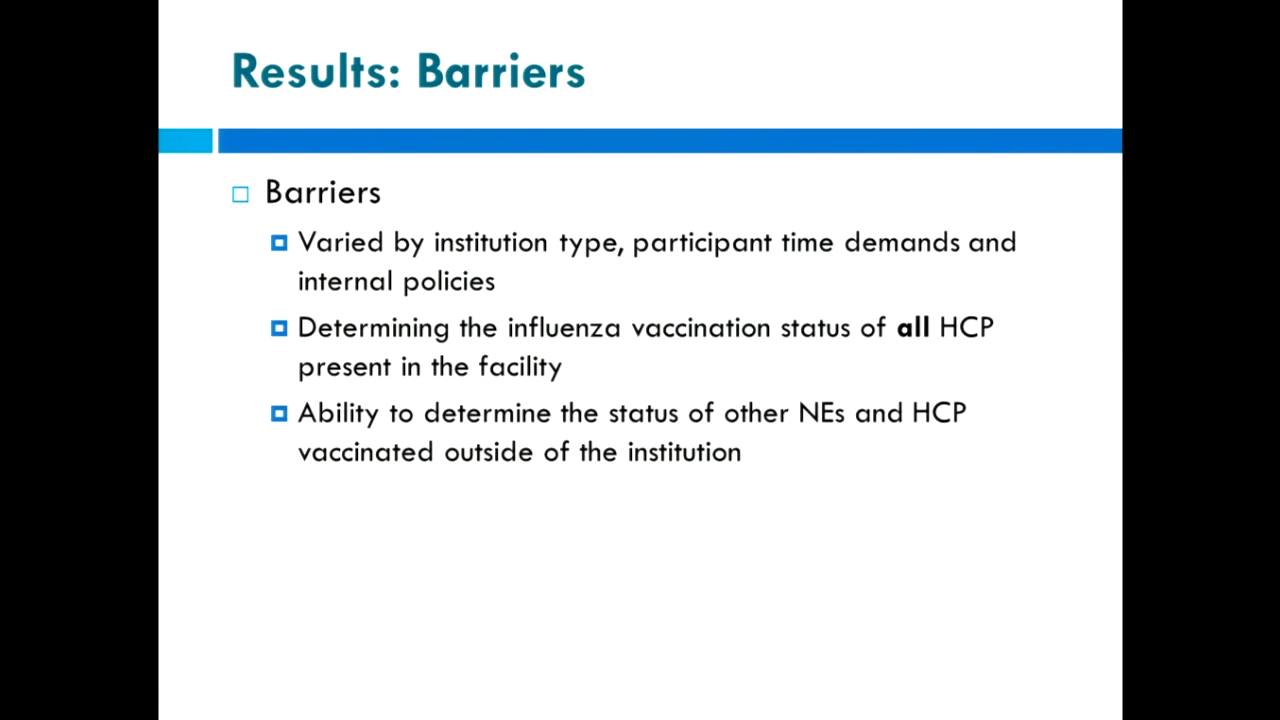 Results: Barriers
Barriers
Varied by institution type, participant time demands and
internal policies
Determining the influenza vaccination status of all HCP
present in the facility
Ability to determine the status of other NEs and HCP
vaccinated outside of the institution